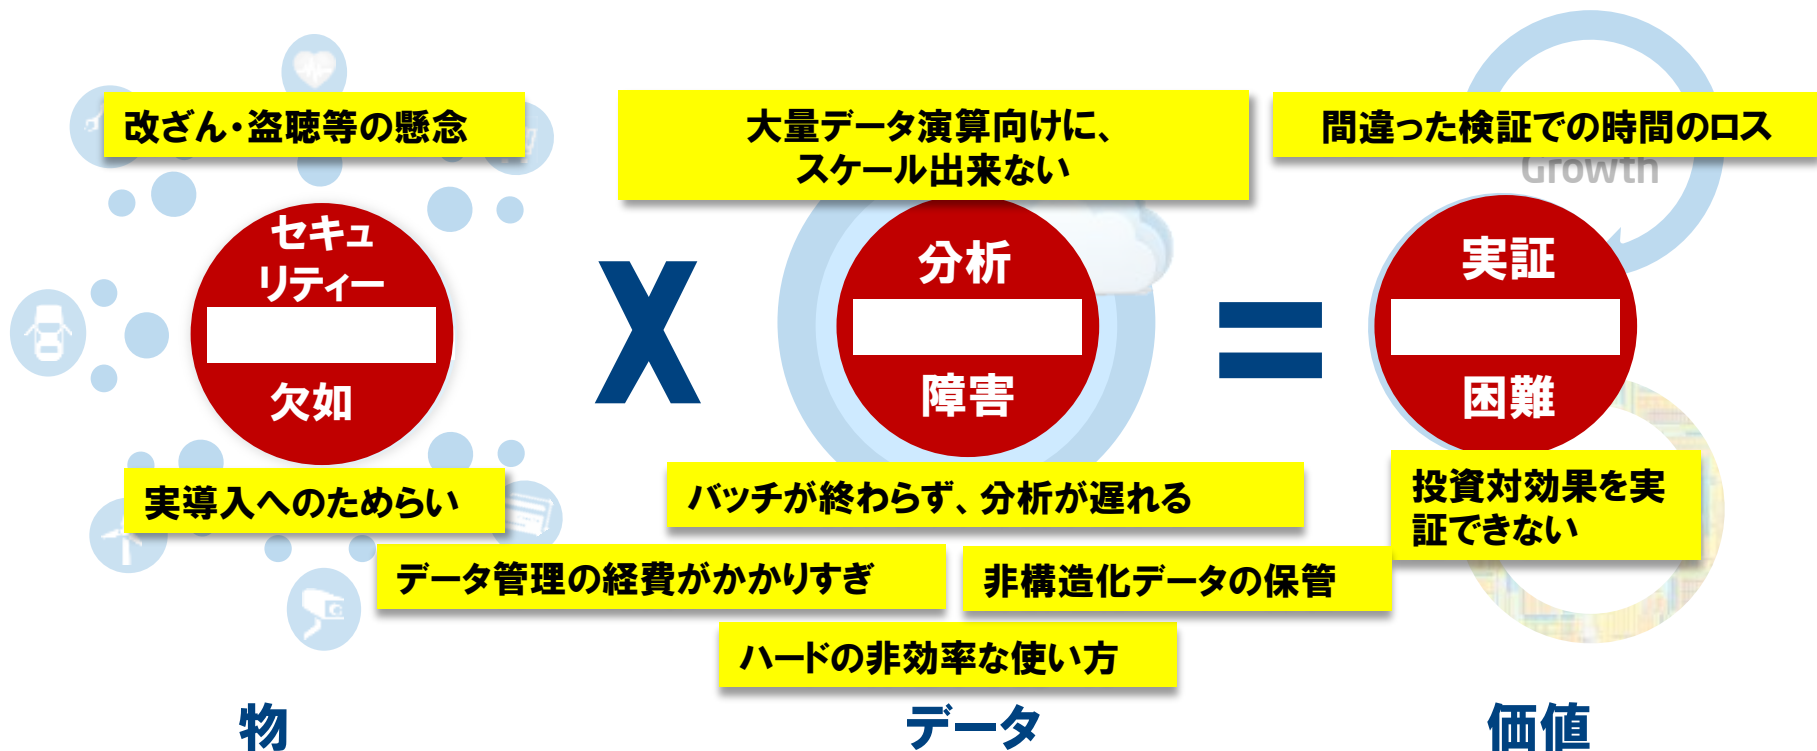 改ざん・盗聴等の懸念
セキュ
リティー
欠如
実導入へのためらい
物
X
大量データ演算向けに、
スケール出来ない
分析
障害
バッチが終わらず、分析が遅れる
データ管理の経費がかかりすぎ
非構造化データの保管
ハードの非効率な使い方
データ
=
間違った検証での時間のロス
Growth
実証
困難
投資対効果を実
証できない
価値